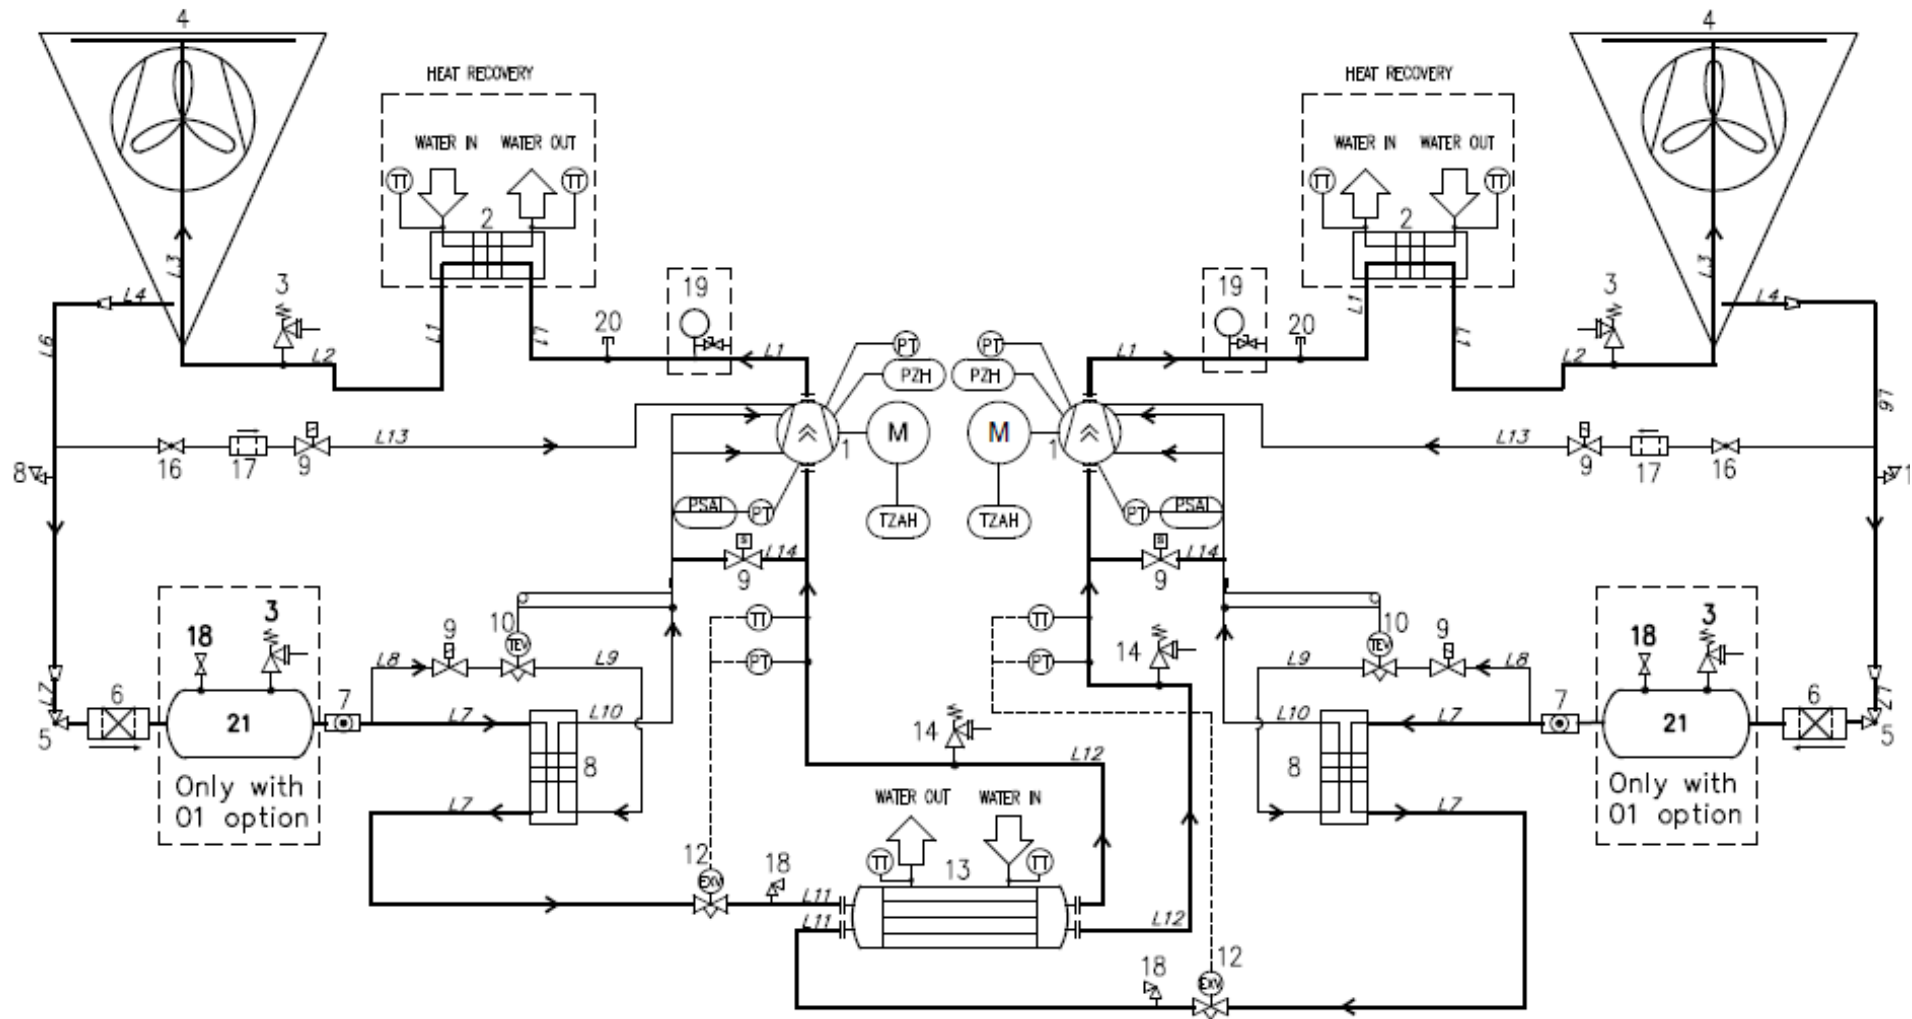 4 4
HEAT RECOVERY HEAT RECOVERY
WATER IN WATER OUT WATER IN WATER OUT
TT TT TT TT
2 2
L3 L4 3 L1 L1 19 19 L1 L1 3 L3 L4
L6 L2 20 L1 PT PT L1 20 L2 L6
PZH PZH
L13 M M L13
16 17 9 1 1 9 17 16
8 1
PSAL PT TZAH TZAH PT PSAL
9 L14 L14 9
18 3 9 10 TT TT 10 9 18 3
L8 TEV L9 14 L9 TEV L8
PT PT
L7 6 7 L7 L10 L10 L7 7 6 L7
5 21 14 21 5
8 L12 8
Only with Only with
01 option 01 option
L7 WATER OUT WATER IN L7
12 18 TT 13 TT
EXV L11
L11 L12
18 12
EXV